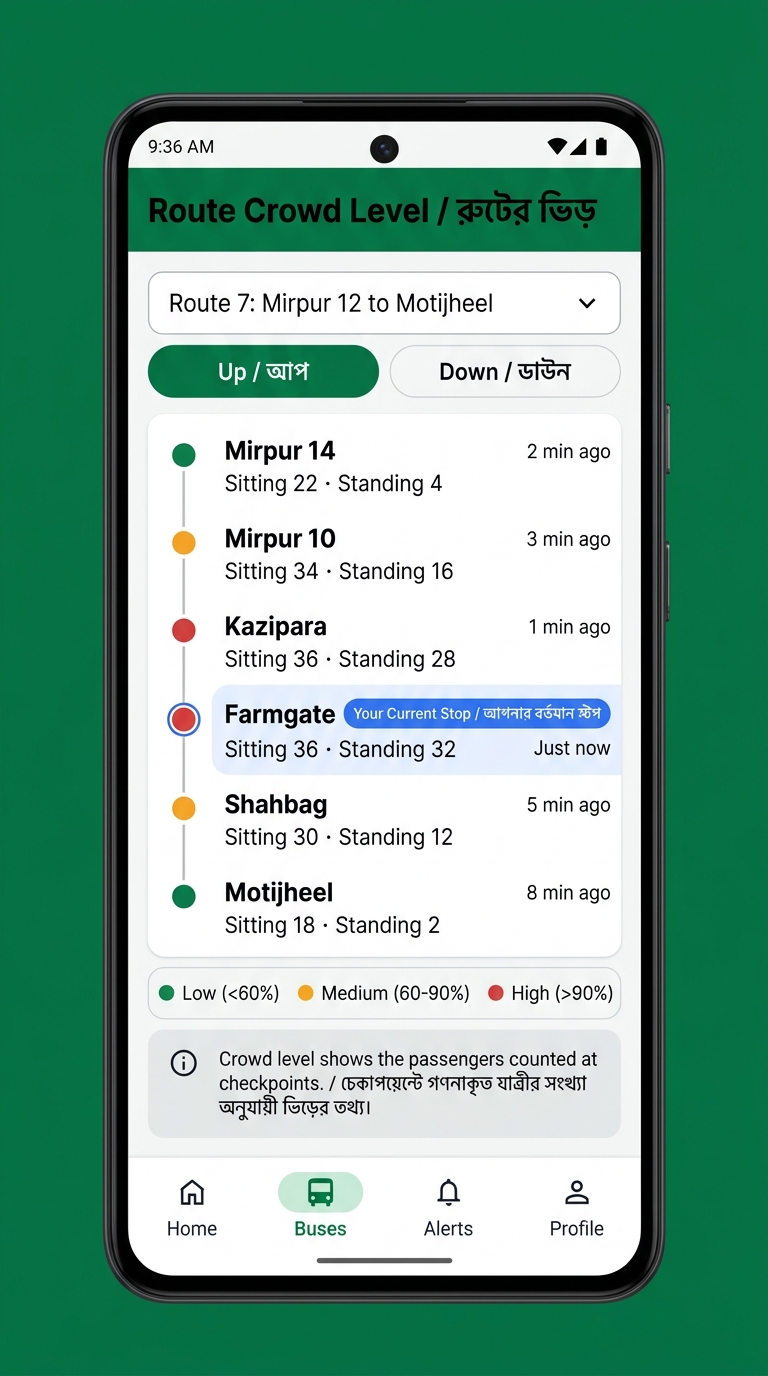 9:36 AM
Route Crowd Level / রুটের ভিড়
Route 7: Mirpur 12 to Motijheel
Up / আপ
Down / ডাউন
Mirpur 14
2 min ago
Sitting 22 · Standing 4
Mirpur 10
3 min ago
Sitting 34 · Standing 16
Kazipara
1 min ago
Sitting 36 · Standing 28
Farmgate
Your Current Stop / আপনার বর্তমান স্টপ
Sitting 36 · Standing 32
Just now
Shahbag
5 min ago
Sitting 30 · Standing 12
Motijheel
8 min ago
Sitting 18 · Standing 2
Low (<60%)
Medium (60-90%)
High (>90%)
Crowd level shows the passengers counted at
checkpoints. / চেকাপয়েন্টে গণনাকৃত যাত্রীর সংখ্যা
অনুযায়ী ভিড়ের তথ্য।
Home
Buses
Alerts
Profile